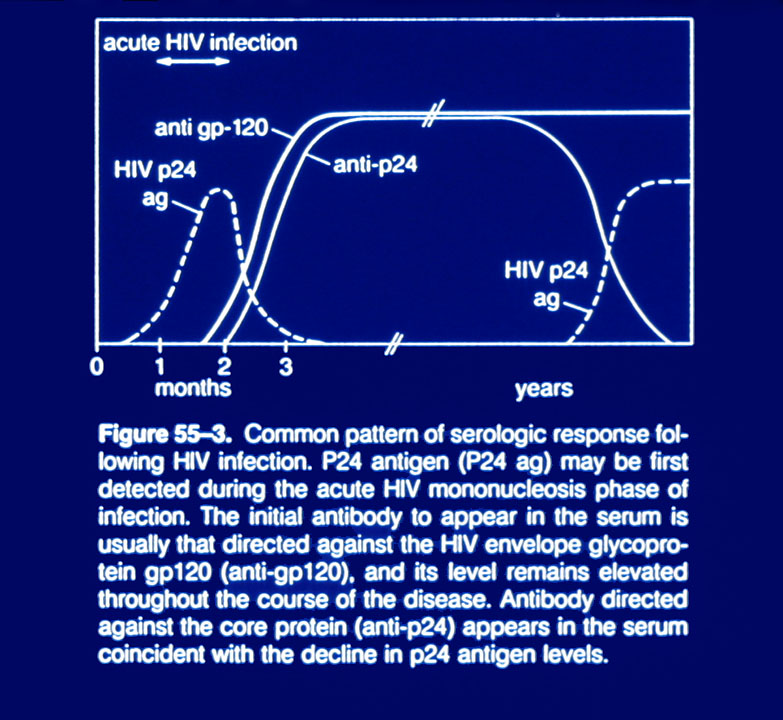 acute HIV infection
anti gp-120
HIV p24
ag
anti-p24
HIV p24
ag
0 1 2 3
months years
Figure 55–3. Common pattern of serologic response fol-
lowing HIV infection. P24 antigen (P24 ag) may be first
detected during the acute HIV mononucleosis phase of
infection. The initial antibody to appear in the serum is
usually that directed against the HIV envelope glycopro-
tein gp120 (anti-gp120), and its level remains elevated
throughout the course of the disease. Antibody directed
against the core protein (anti-p24) appears in the serum
coincident with the decline in p24 antigen levels.